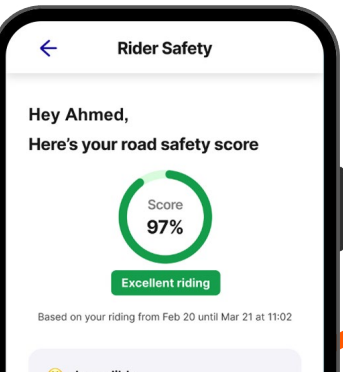 Rider Safety
Hey Ahmed,
Here's your road safety score
Score
97%
Excellent riding
Based on your riding from Feb 20 until Mar 21 at 11:02